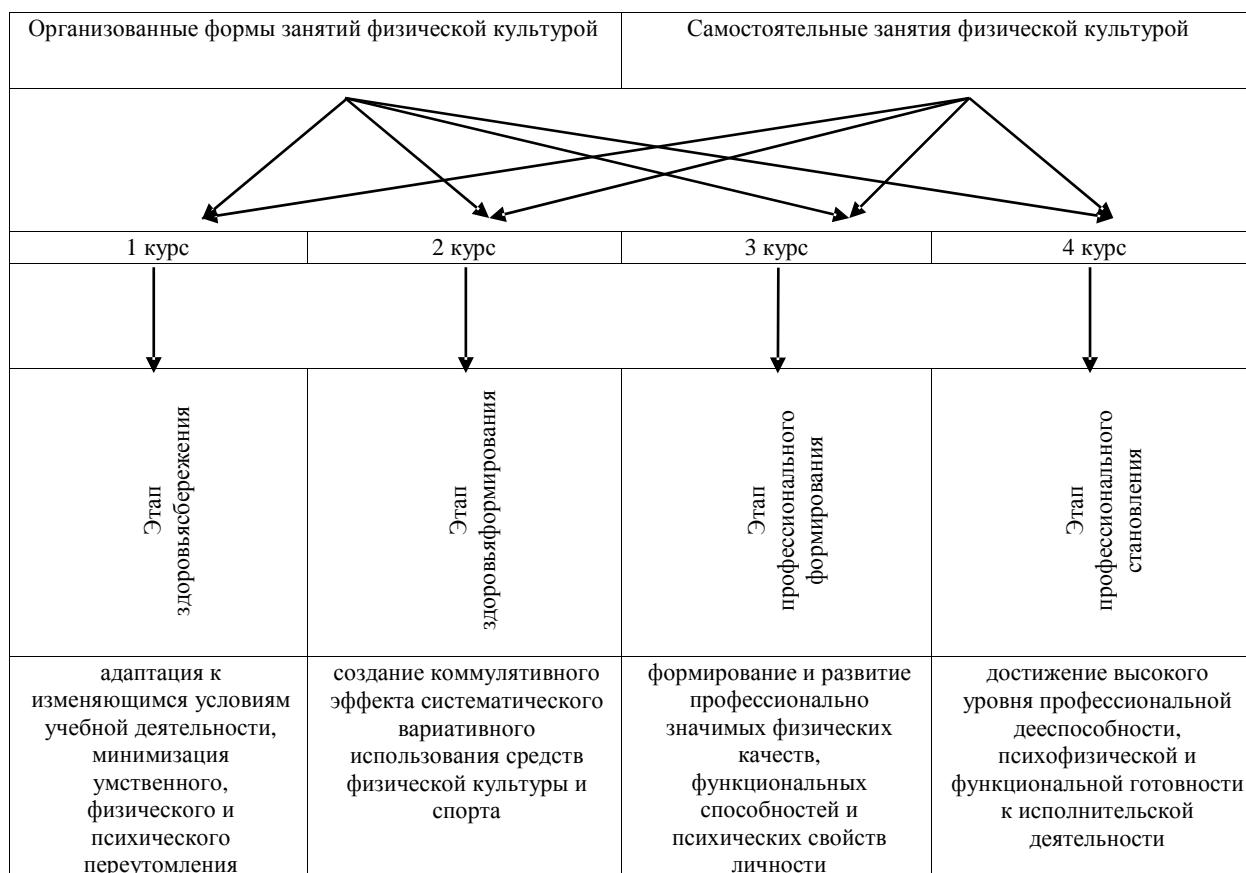 Организованные формы занятий физической культурой
Самостоятельные занятия физической культурой
1 курс
2 курс
3 курс
4 курс
Этап
здоровьясбережения
Этап
здоровьяформирования
Этап
профессионального
формирования
Этап
профессионального
становления
адаптация к
изменяющимся условиям
учебной деятельности,
минимизация
умственного,
физического и
психического
переутомления
создание коммулятивного
эффекта систематического
вариативного
использования средств
физической культуры и
спорта
формирование и развитие
профессионально
значимых физических
качеств,
функциональных
способностей и
психических свойств
личности
достижение высокого
уровня профессиональной
дееспособности,
психофизической и
функциональной готовности
к исполнительской
деятельности